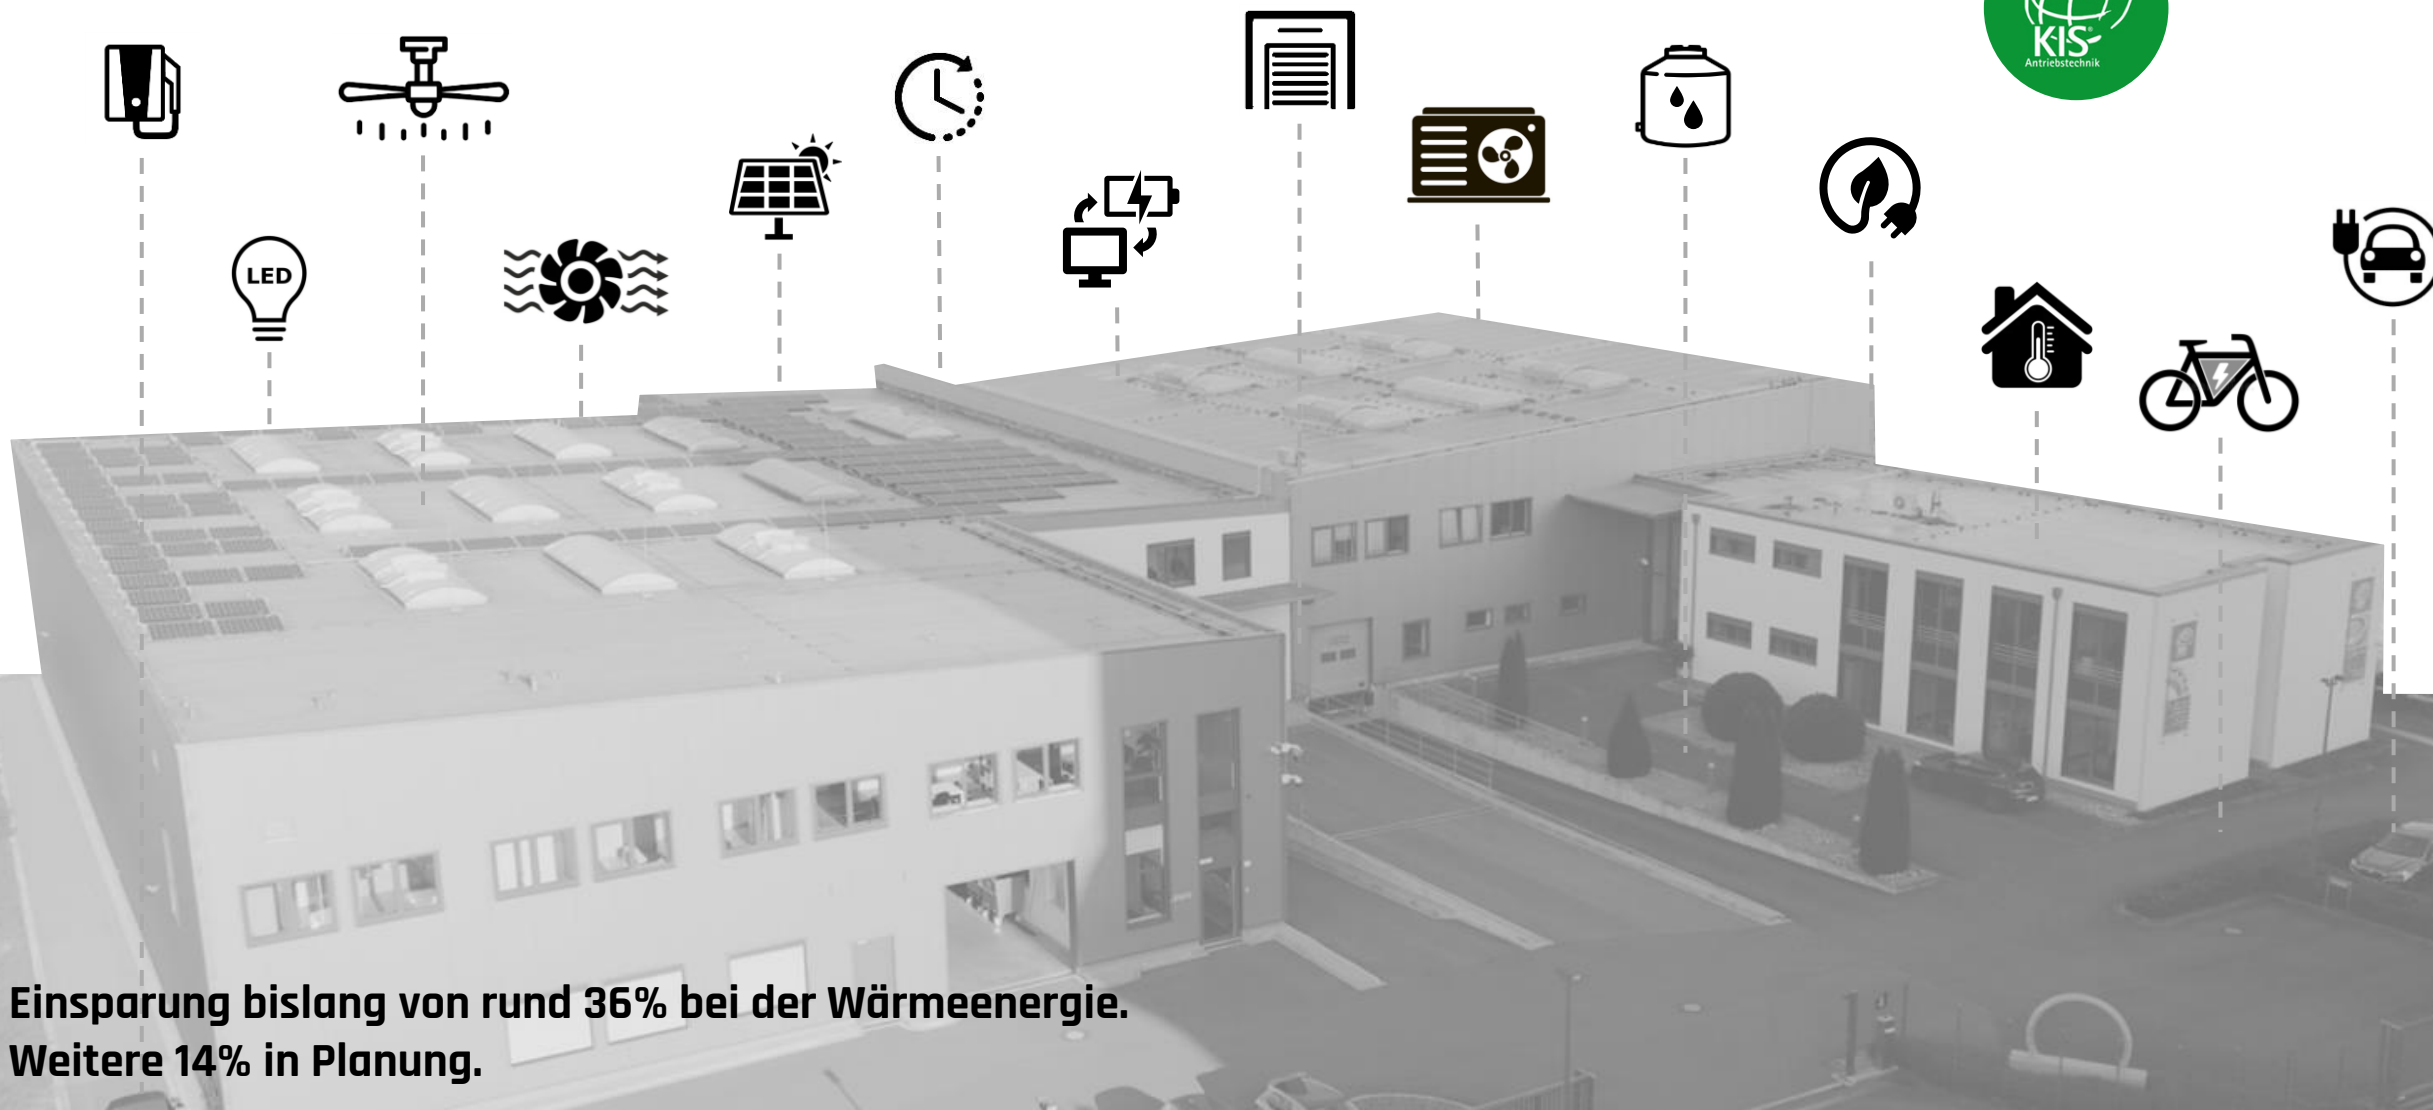 KIS
Antriebstechnik
LED
Einsparung bislang von rund 36% bei der Wärmeenergie.
Weitere 14% in Planung.